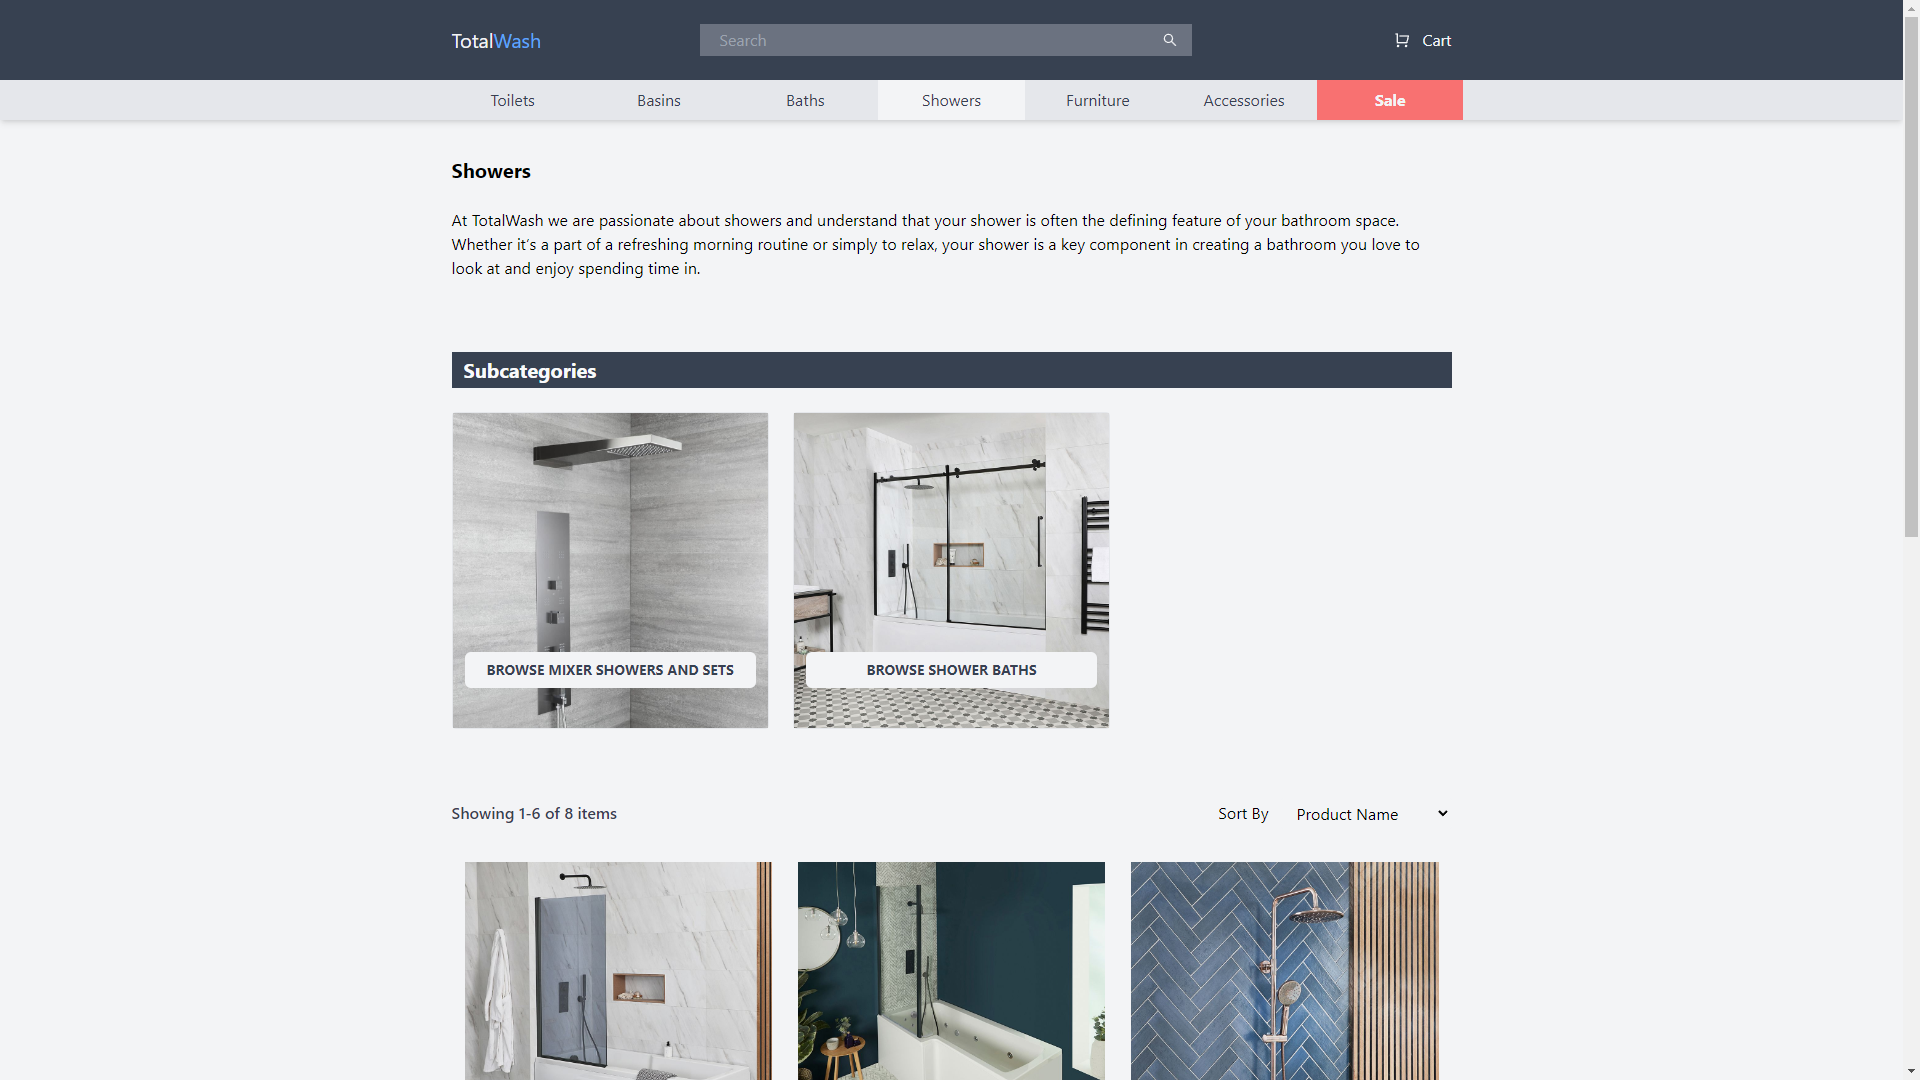 TotalWash
Search
Cart
Toilets
Basins
Baths
Showers
Furniture
Accessories
Sale
Showers
At TotalWash we are passionate about showers and understand that your shower is often the defining feature of your bathroom space.
Whether it's a part of a refreshing morning routine or simply to relax, your shower is a key component in creating a bathroom you love to
look at and enjoy spending time in.
Subcategories
BROWSE MIXER SHOWERS AND SETS
BROWSE SHOWER BATHS
Showing 1-6 of 8 items
Sort By
Product Name